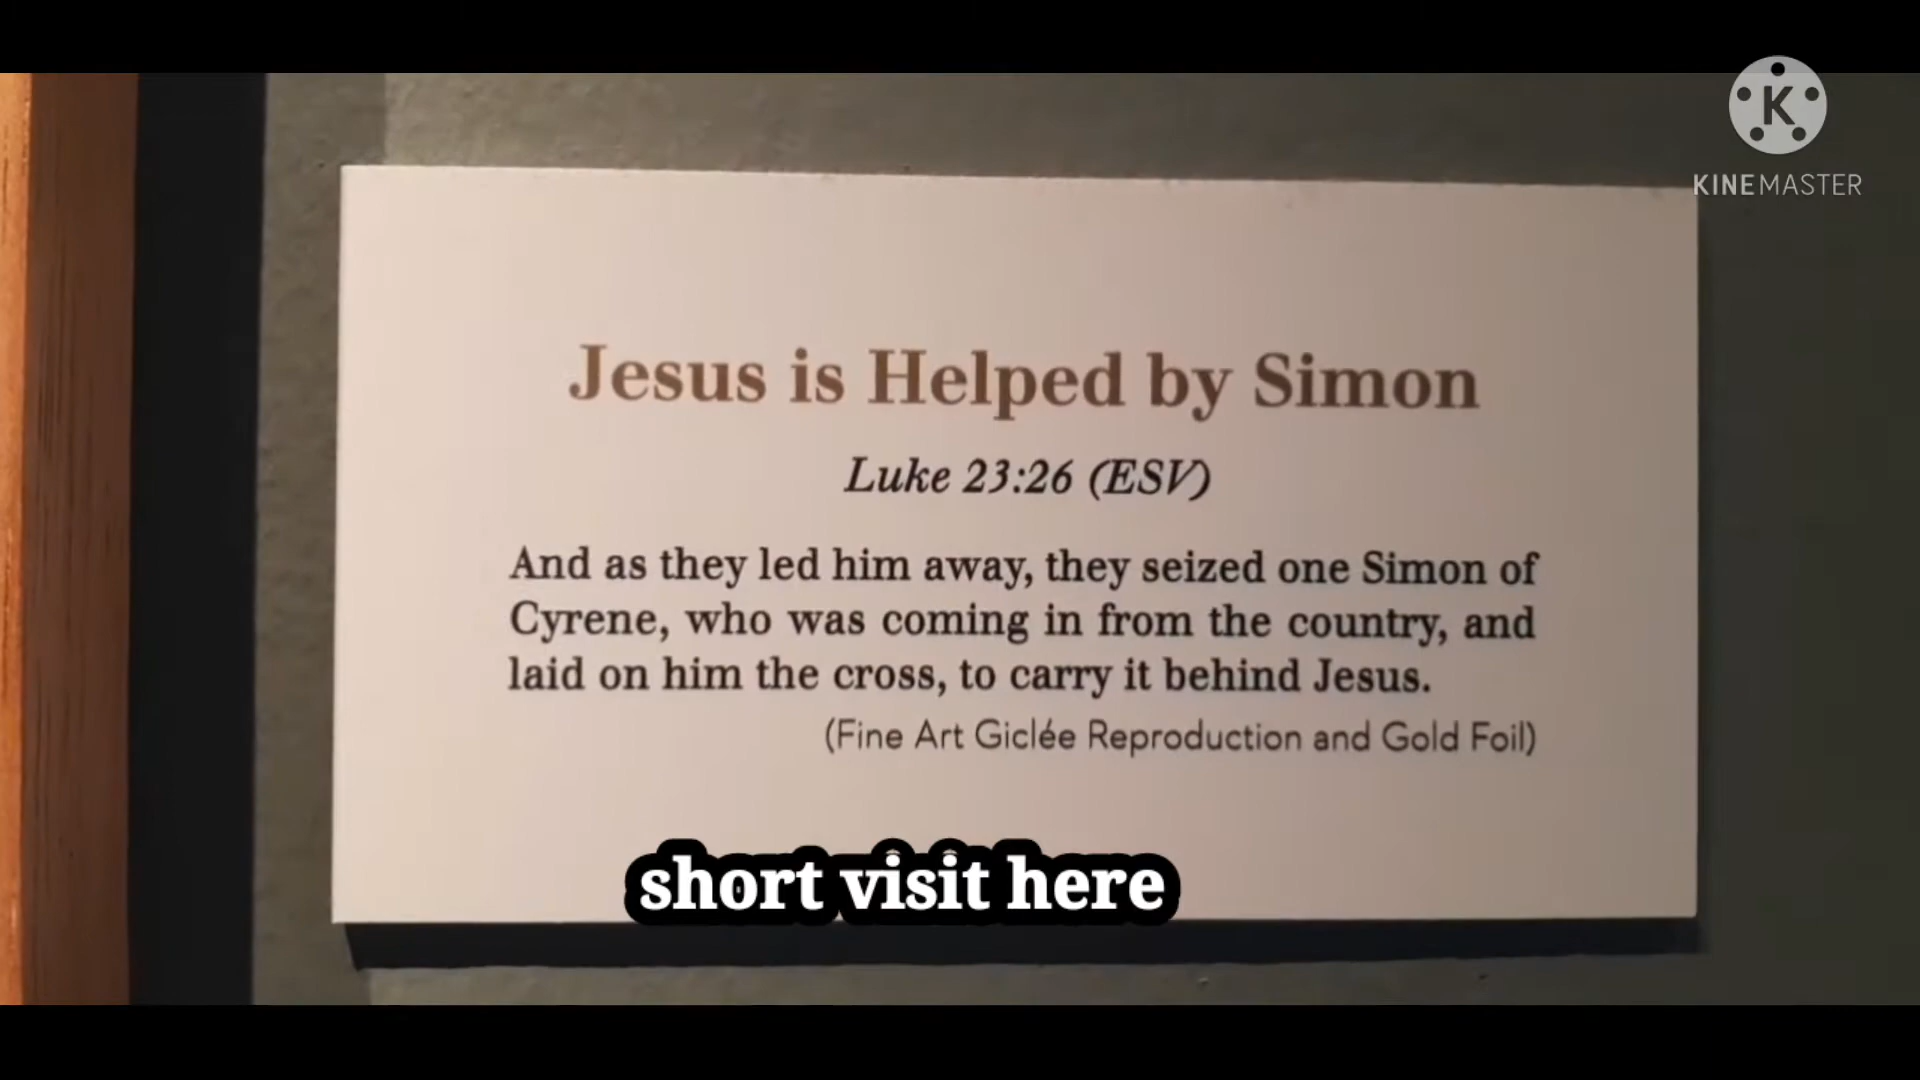 K
KINEMASTER
Jesus is Helped by Simon
Luke 23:26 (ESV)
And as they led him away, they seized one Simon of
Cyrene, who was coming in from the country, and
laid on him the cross, to carry it behind Jesus.
(Fine Art Giclée Reproduction and Gold Foil)
short visit here